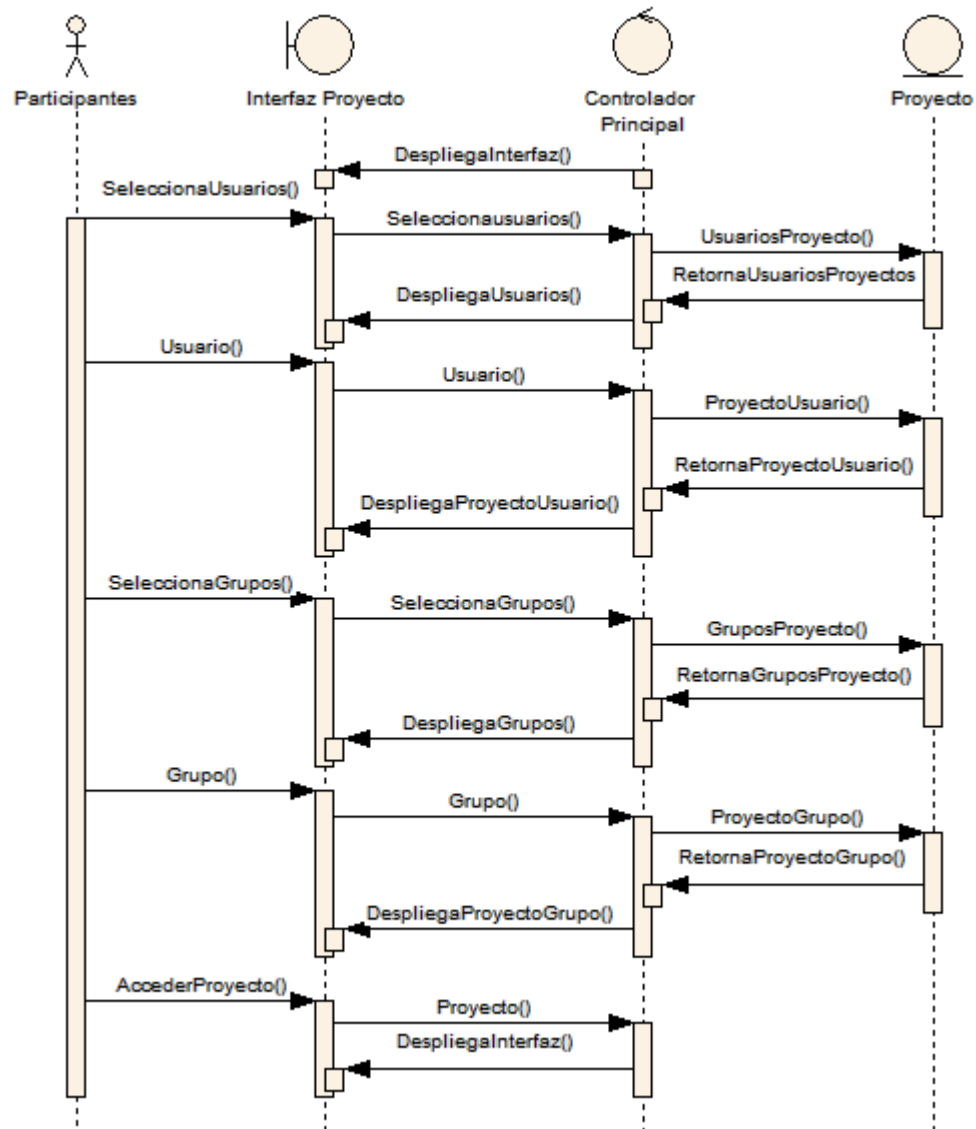 Participantes
Interfaz Proyecto
Controlador
Principal
Proyecto
DespliegaInterfaz()
SeleccionaUsuarios()
Seleccionausuarios()
UsuariosProyecto()
RetornaUsuariosProyectos
DespliegaUsuarios()
Usuario()
Usuario()
ProyectoUsuario()
RetornaProyectoUsuario()
DespliegaProyectoUsuario()
SeleccionaGrupos()
SeleccionaGrupos()
GruposProyecto()
RetornaGruposProyecto()
DespliegaGrupos()
Grupo()
Grupo()
ProyectoGrupo()
RetornaProyectoGrupo()
DespliegaProyectoGrupo()
AccederProyecto()
Proyecto()
DespliegaInterfaz()